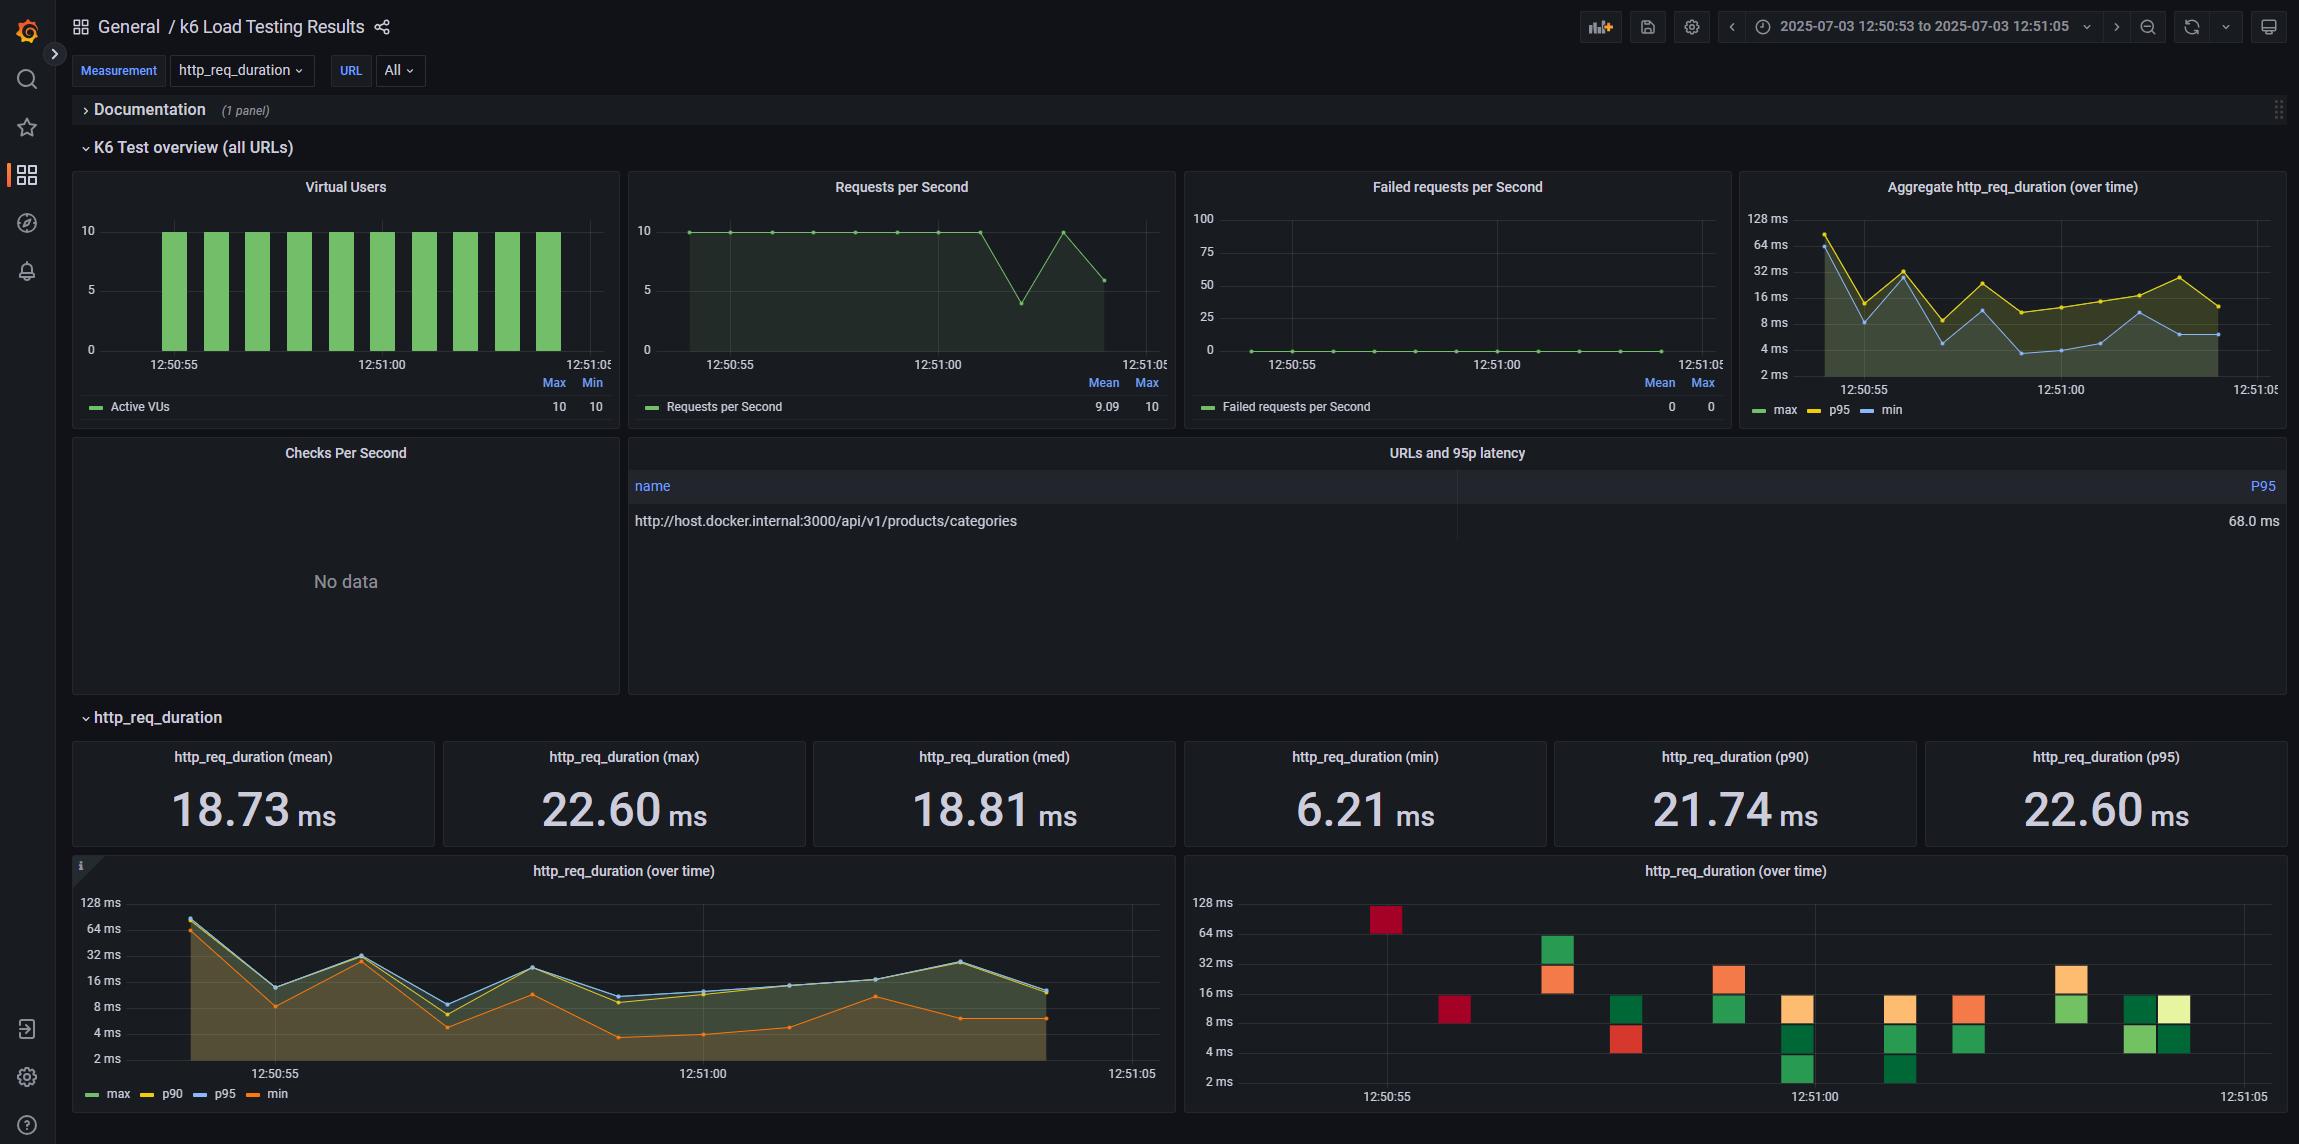 General / k6 Load Testing Results
2025-07-03 12:50:53 to 2025-07-03 12:51:05
Measurement http_req_duration URL All
Documentation (1 panel)
K6 Test overview (all URLs)
Virtual Users
10
5
0
12:50:55 12:51:00 12:51:05
Max Min
Active VUs 10 10
Requests per Second
10
5
0
12:50:55 12:51:00 12:51:05
Mean Max
Requests per Second 9.09 10
Failed requests per Second
100
75
50
25
0
12:50:55 12:51:00 12:51:05
Mean Max
Failed requests per Second 0 0
Aggregate http_req_duration (over time)
128 ms
64 ms
32 ms
16 ms
8 ms
4 ms
2 ms
12:50:55 12:51:00 12:51:05
max p95 min
Checks Per Second
No data
URLs and 95p latency
name P95
http://host.docker.internal:3000/api/v1/products/categories 68.0 ms
http_req_duration
http_req_duration (mean)
18.73 ms
http_req_duration (max)
22.60 ms
http_req_duration (med)
18.81 ms
http_req_duration (min)
6.21 ms
http_req_duration (p90)
21.74 ms
http_req_duration (p95)
22.60 ms
http_req_duration (over time)
128 ms
64 ms
32 ms
16 ms
8 ms
4 ms
2 ms
12:50:55 12:51:00 12:51:05
max p90 p95 min
http_req_duration (over time)
128 ms
64 ms
32 ms
16 ms
8 ms
4 ms
2 ms
12:50:55 12:51:00 12:51:05